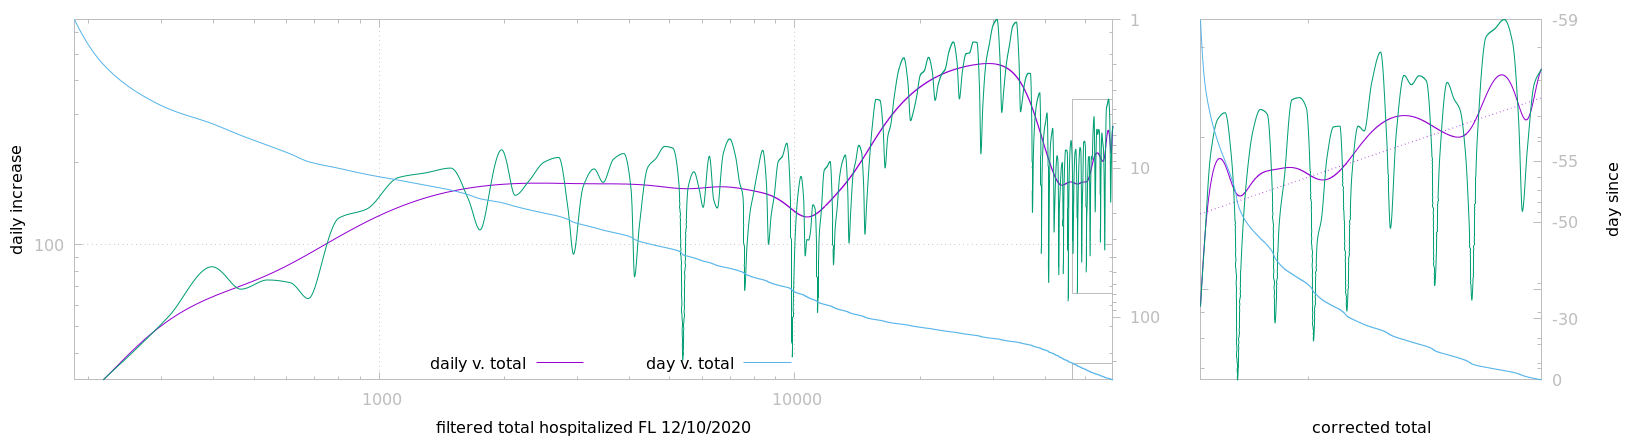 1
-59
daily increase
10
-55
day since
100
-50
100
-30
daily v. total
day v. total
0
1000
10000
filtered total hospitalized FL 12/10/2020
corrected total